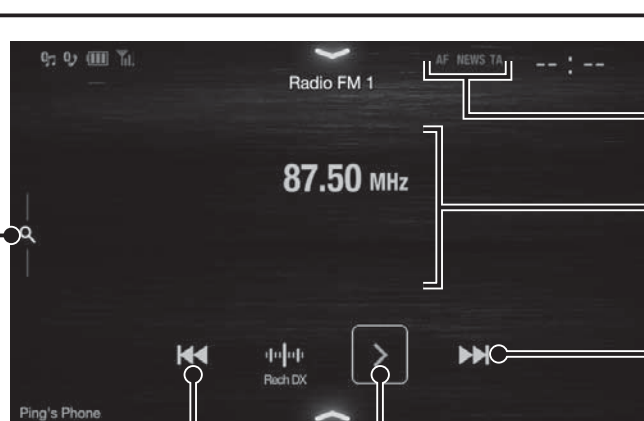 AF NEWS TA
-- : --
Radio FM 1
87.50 MHz
Rech DX
Ping's Phone